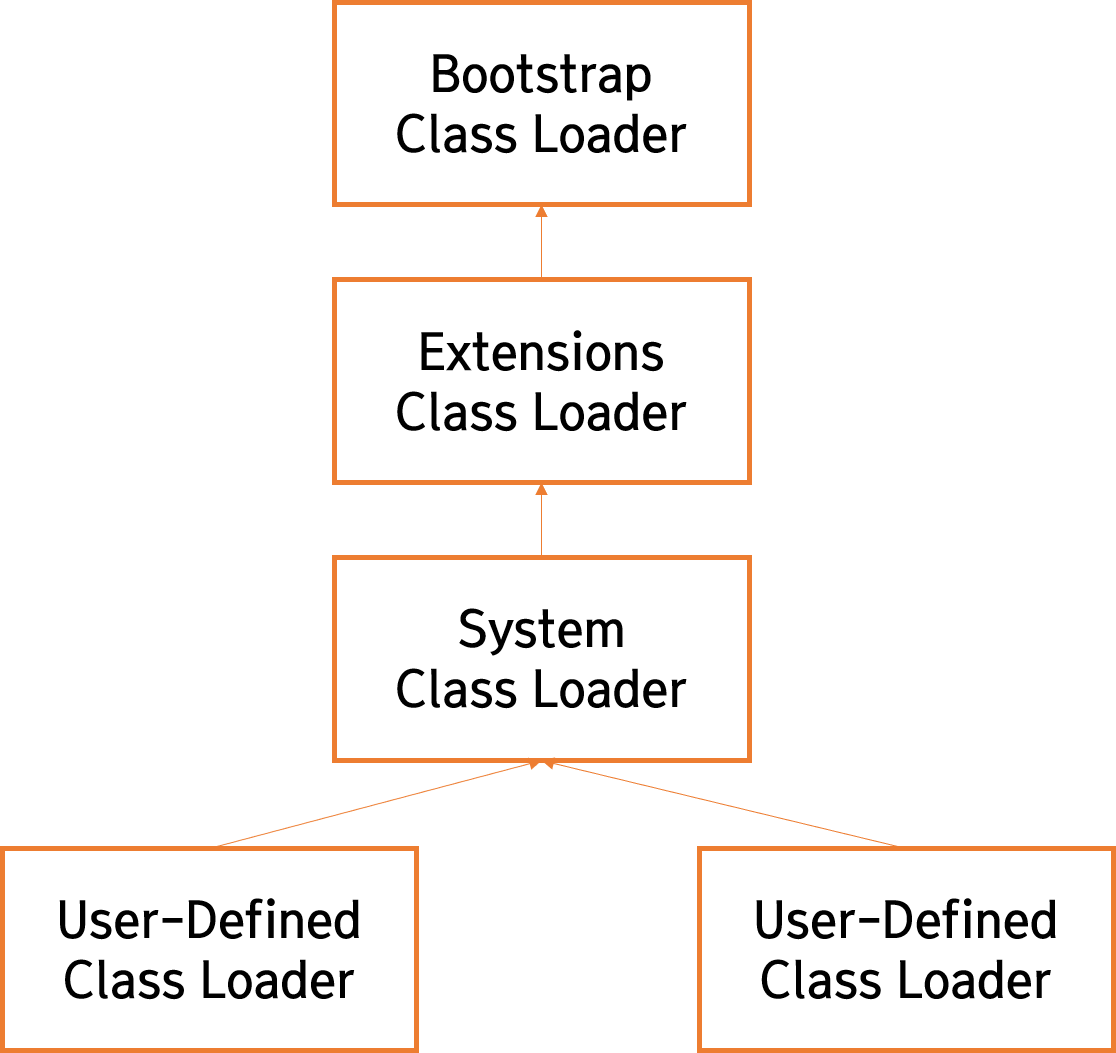 Bootstrap
Class Loader
Extensions
Class Loader
System
Class Loader
User-Defined
Class Loader
User-Defined
Class Loader